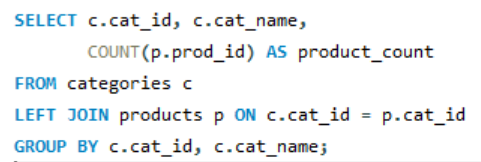 SELECT c.cat_id, c.cat_name,
       COUNT(p.prod_id) AS product_count
FROM categories c
LEFT JOIN products p ON c.cat_id = p.cat_id
GROUP BY c.cat_id, c.cat_name;